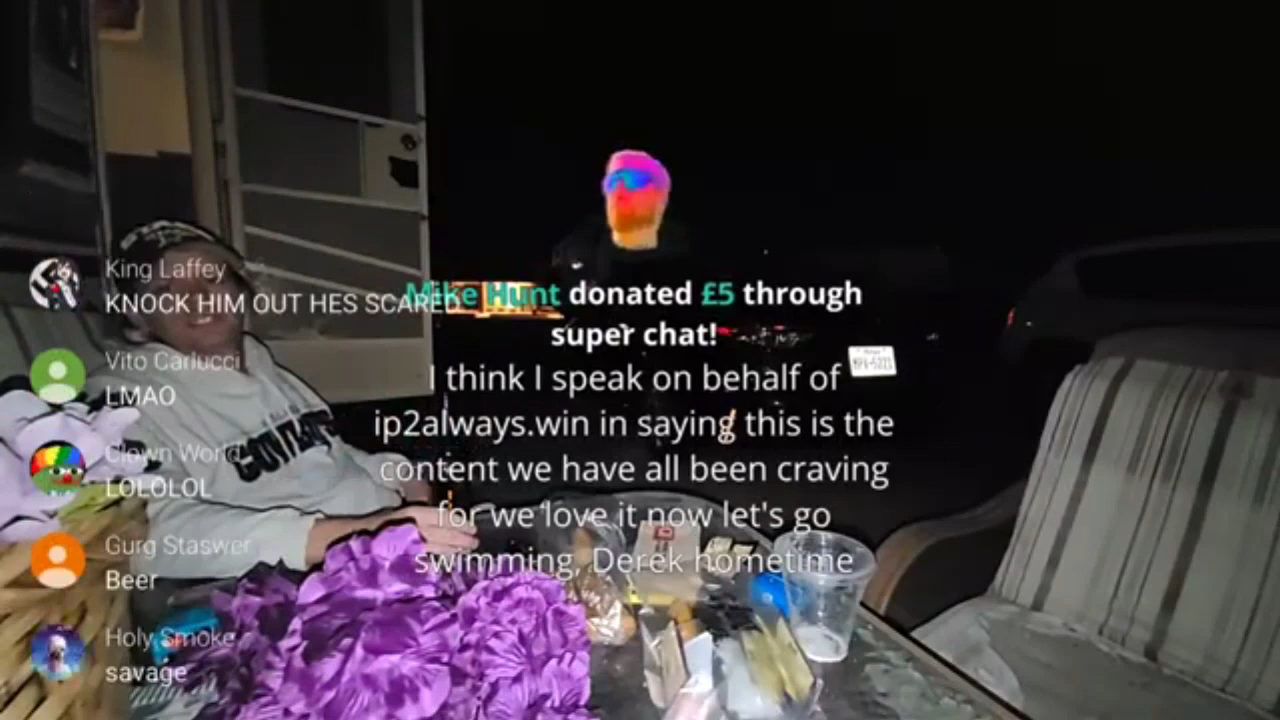 King Laffey
KNOCK HIM OUT HES SCARED
Vito Carlucci
LMAO
Clown World
LOLOLOL
Gurg Staswer
Beer
Holy Smoke
savage
Mike Hunt donated £5 through
super chat!
I think I speak on behalf of
ip2always.win in saying this is the
content we have all been craving
for we love it now let's go
swimming, Derek hometime